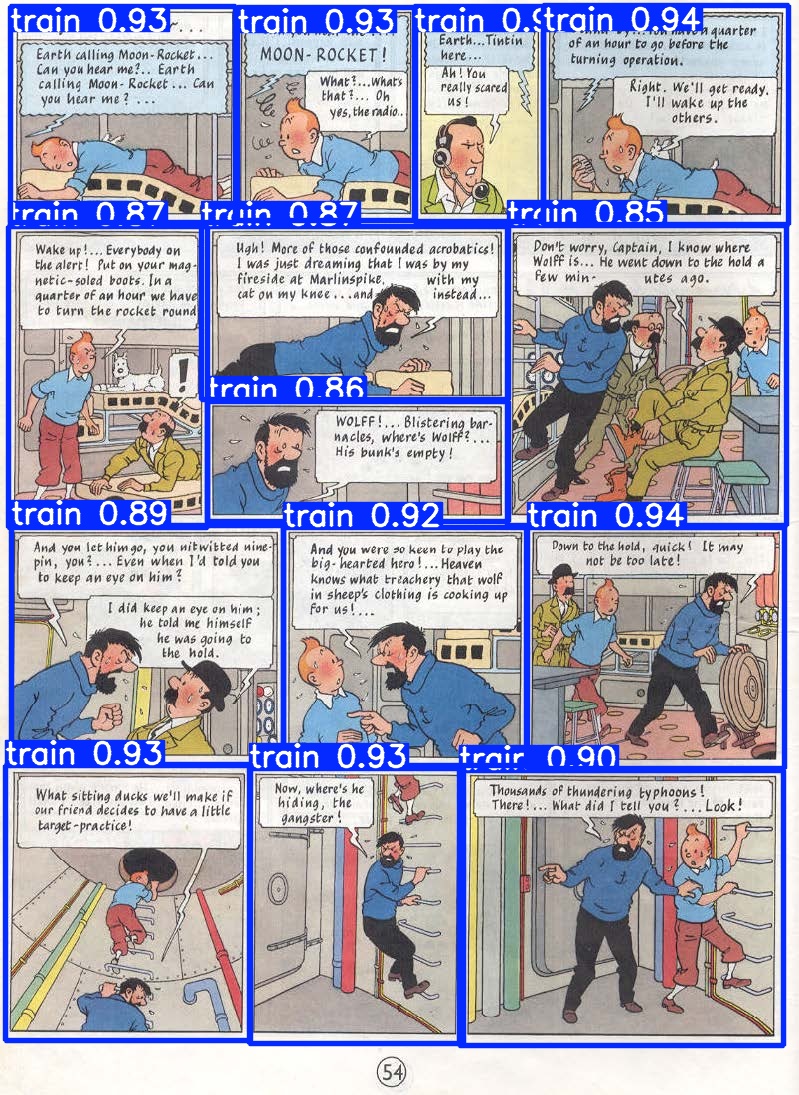 train 0.93
Earth calling Moon-Rocket...
Can you hear me?.. Earth
calling Moon-Rocket... Can
you hear me? ...
train 0.93
MOON-ROCKET!
What?...What's
that?... Oh
yes, the radio.
train 0.9
Earth...Tintin
here...
Ah! You
really scared
us!
train 0.94
quarter
of an hour to go before the
turning operation.
Right. We'll get ready.
I'll wake up the
others.
train 0.87
Wake up!... Everybody on
the alert! Put on your mag-
netic-soled boots. In a
quarter of an hour we have
to turn the rocket round
!
train 0.87
Ugh! More of those confounded acrobatics!
I was just dreaming that I was by my
fireside at Marlinspike, with my
cat on my knee...and instead...
train 0.86
WOLFF!... Blistering bar-
nacles, where's Wolff?...
His bunk's empty!
train 0.85
Don't worry, Captain, I know where
Wolff is... He went down to the hold a
few min- utes ago.
train 0.89
And you let him go, you nitwitted nine-
pin, you?... Even when I'd told you
to keep an eye on him?
I did keep an eye on him;
he told me himself
he was going to
the hold.
train 0.92
And you were so keen to play the
big-hearted hero!... Heaven
knows what treachery that wolf
in sheep's clothing is cooking up
for us!...
train 0.94
Down to the hold, quick! It may
not be too late!
train 0.93
What sitting ducks we'll make if
our friend decides to have a little
target-practice!
train 0.93
Now, where's he
hiding, the
gangster!
train 0.90
Thousands of thundering typhoons!
There!... What did I tell you?...Look!
54